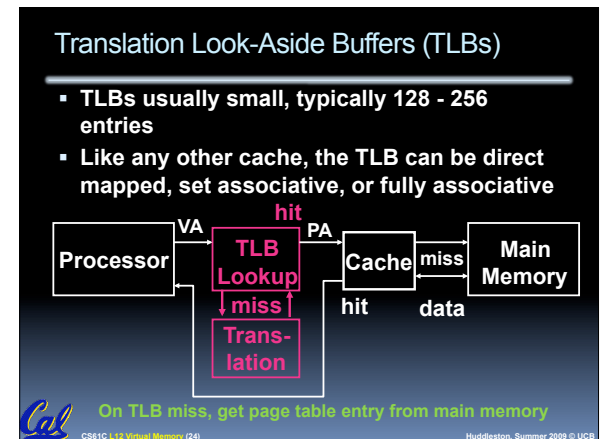 Translation Look-Aside Buffers (TLBs)
▪ TLBs usually small, typically 128 - 256
entries
▪ Like any other cache, the TLB can be direct
mapped, set associative, or fully associative
hit
VA
PA
Processor
TLB
Lookup
Cache
miss
Main
Memory
miss
hit
data
Trans-
lation
On TLB miss, get page table entry from main memory
Cal
CS61C L12 Virtual Memory (24)
Huddleston, Summer 2009 © UCB